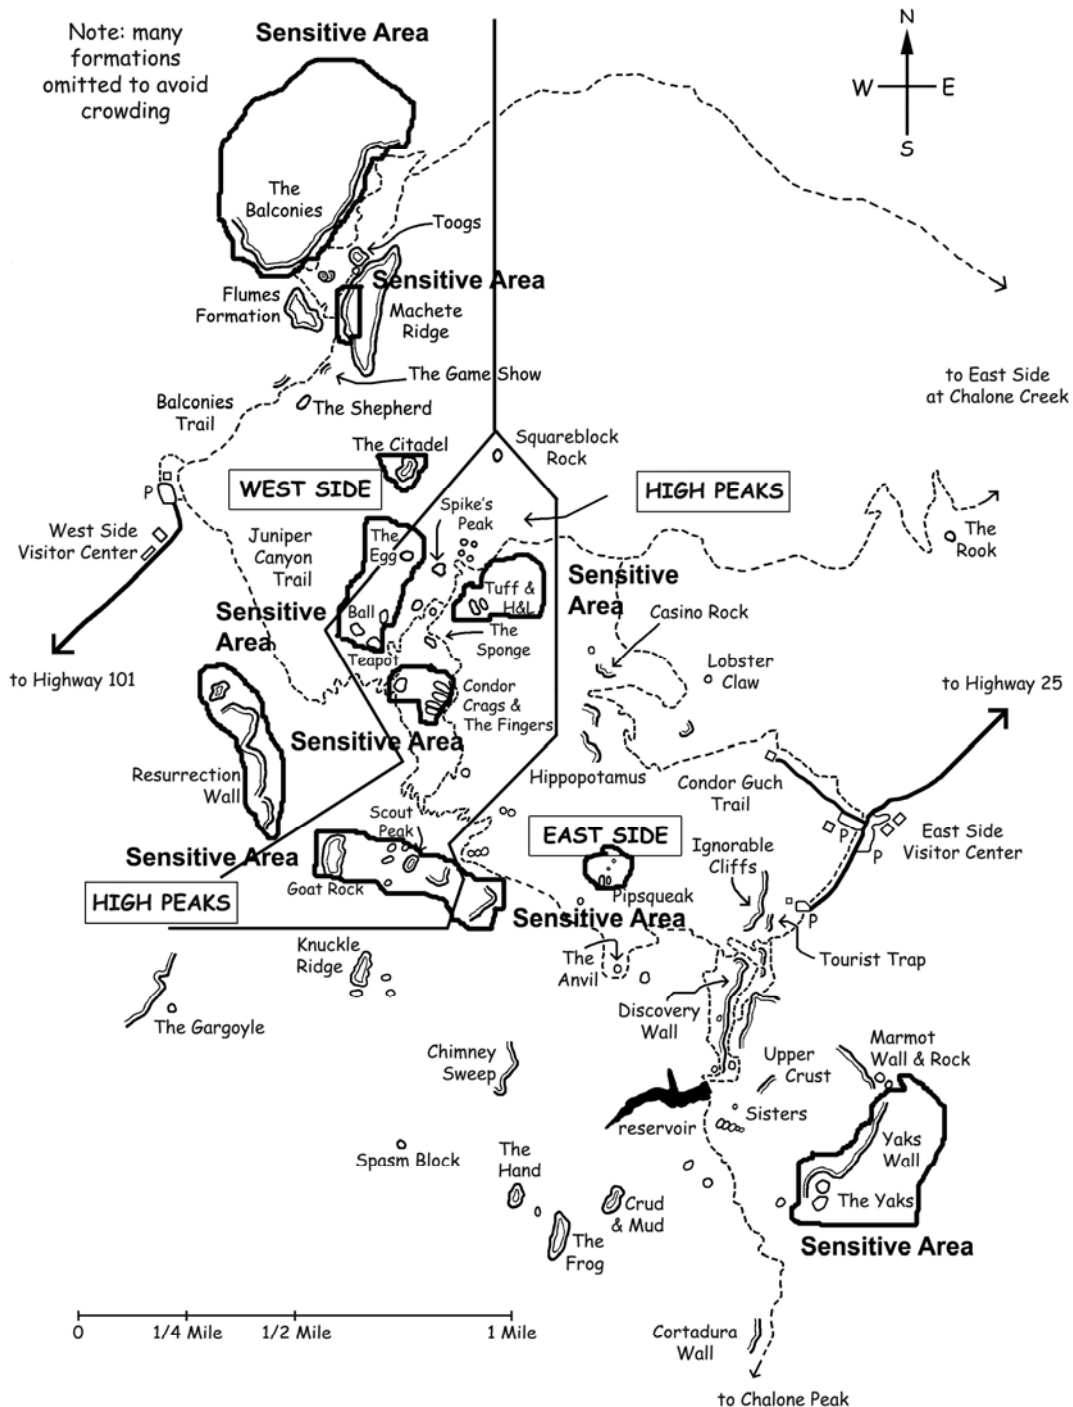 Note: many
formations
omitted to avoid
crowding
Sensitive Area
N
W
E
S
The
Balconies
Toogs
Sensitive Area
Flumes
Formation
Machete
Ridge
The Game Show
to East Side
at Chalone Creek
Balconies
Trail
The Shepherd
The Citadel
Squareblock
Rock
WEST SIDE
HIGH PEAKS
P
Spike's
Peak
West Side
Visitor Center
Juniper
Canyon
Trail
The
Egg
The
Rook
Sensitive
Area
Tuff &
H&L
Sensitive
Area
Ball
Casino Rock
The
Sponge
Teapot
to Highway 101
Lobster
Claw
to Highway 25
Condor
Crags &
The Fingers
Sensitive Area
Resurrection
Wall
Hippopotamus
Condor Guch
Trail
Scout
Peak
EAST SIDE
P
P
East Side
Visitor Center
Ignorable
Cliffs
Sensitive Area
Goat Rock
Pipsqueak
HIGH PEAKS
Sensitive Area
P
Knuckle
Ridge
The
Anvil
Tourist Trap
Discovery
Wall
The Gargoyle
Chimney
Sweep
Upper
Crust
Marmot
Wall & Rock
Sisters
reservoir
Yaks
Wall
Spasm Block
The
Hand
The Yaks
Crud
& Mud
The
Frog
Sensitive Area
0
1/4 Mile
1/2 Mile
1 Mile
Cortadura
Wall
to Chalone Peak